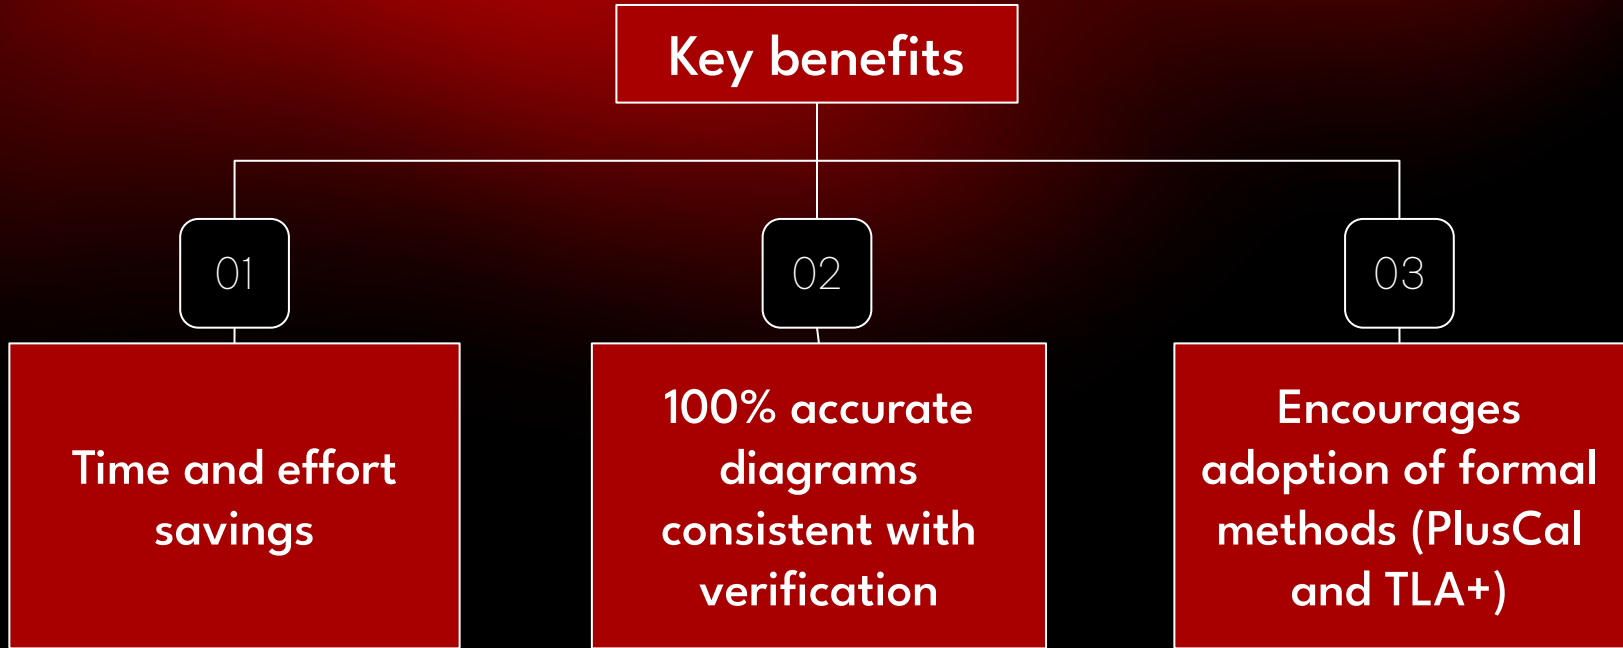 Key benefits
01
02
03
Time and effort
savings
100% accurate
diagrams
consistent with
verification
Encourages
adoption of formal
methods (PlusCal
and TLA+)